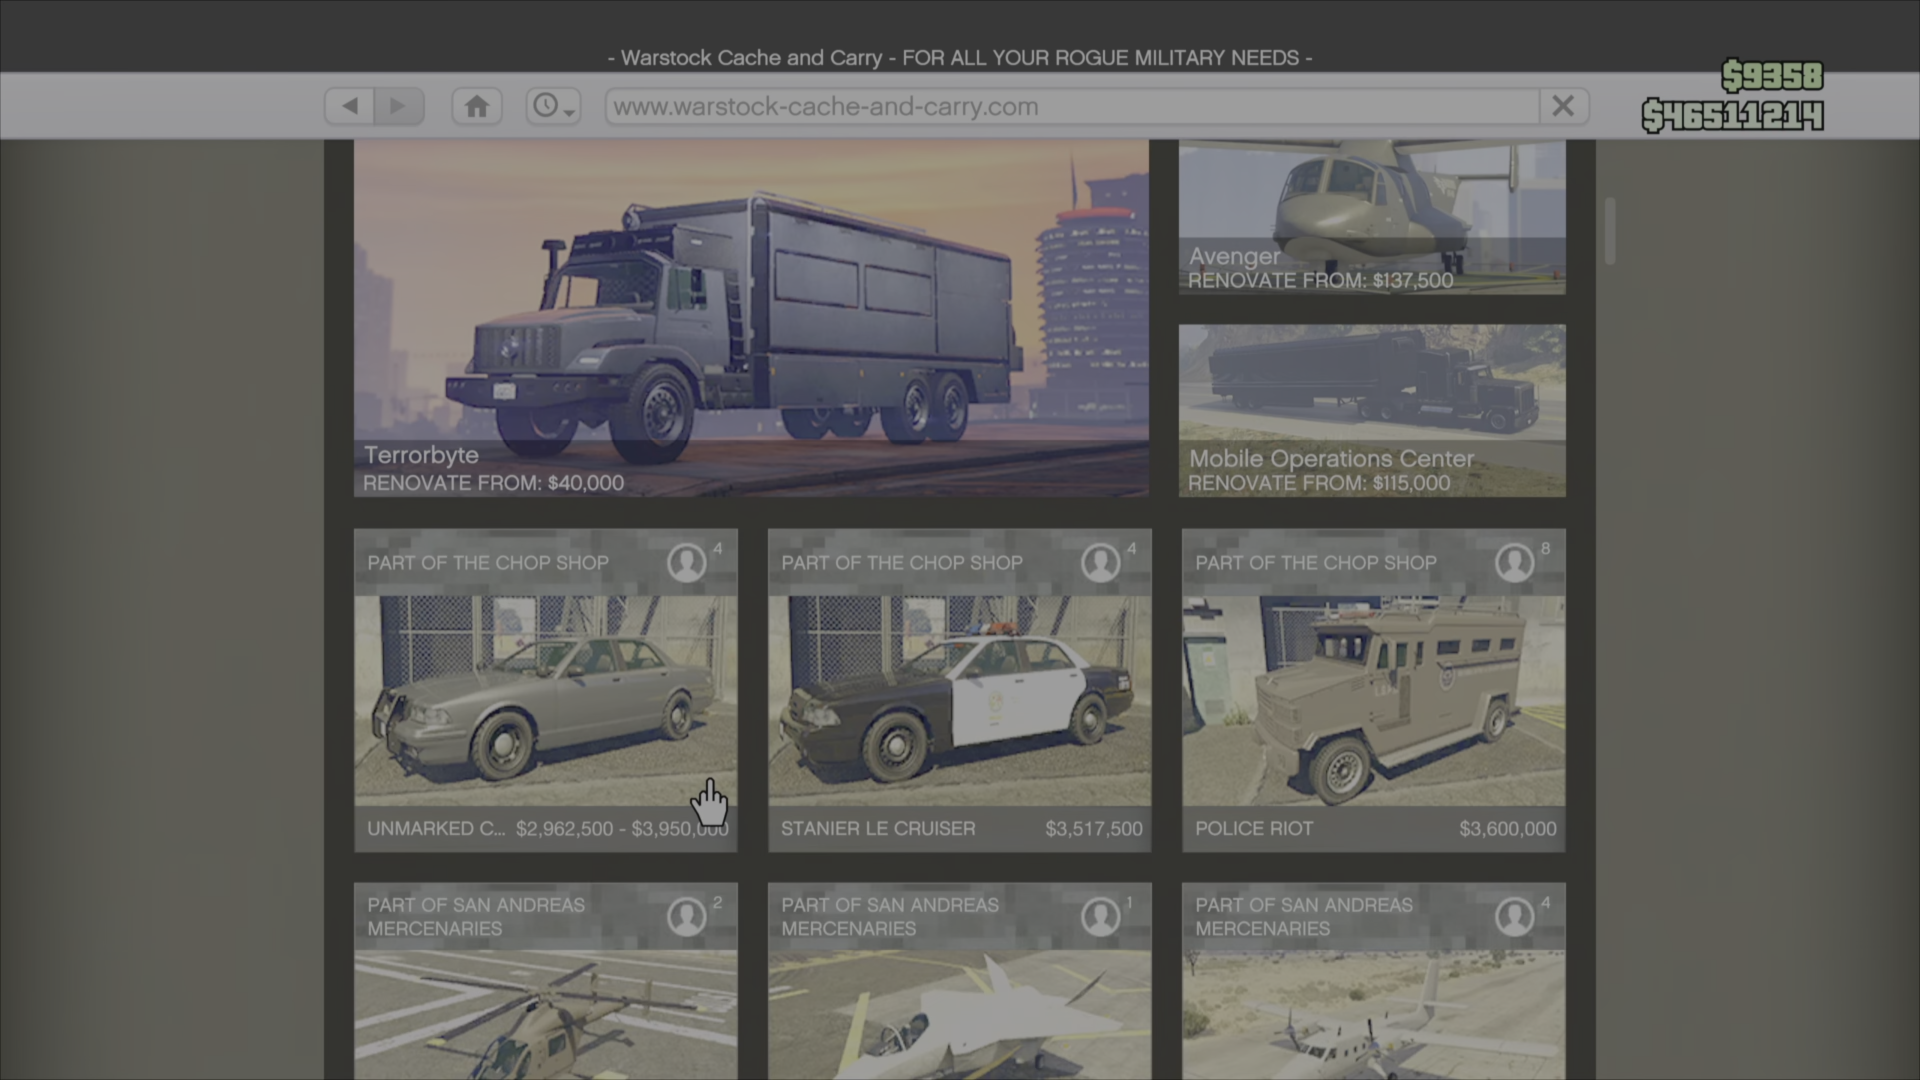 - Warstock Cache and Carry - FOR ALL YOUR ROGUE MILITARY NEEDS -
$9358
www.warstock-cache-and-carry.com
$46511214
Avenger
RENOVATE FROM: $137,500
Terrorbyte
RENOVATE FROM: $40,000
Mobile Operations Center
RENOVATE FROM: $115,000
PART OF THE CHOP SHOP 4
PART OF THE CHOP SHOP 4
PART OF THE CHOP SHOP 8
UNMARKED C... $2,962,500 - $3,950,000
STANIER LE CRUISER $3,517,500
POLICE RIOT $3,600,000
PART OF SAN ANDREAS
MERCENARIES
2
PART OF SAN ANDREAS
MERCENARIES
1
PART OF SAN ANDREAS
MERCENARIES
4